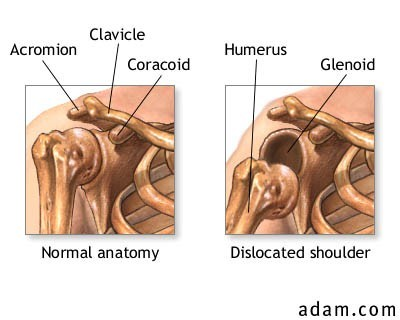 Clavicle
Acromion
Coracoid
Humerus
Glenoid
Normal anatomy
Dislocated shoulder
adam.com